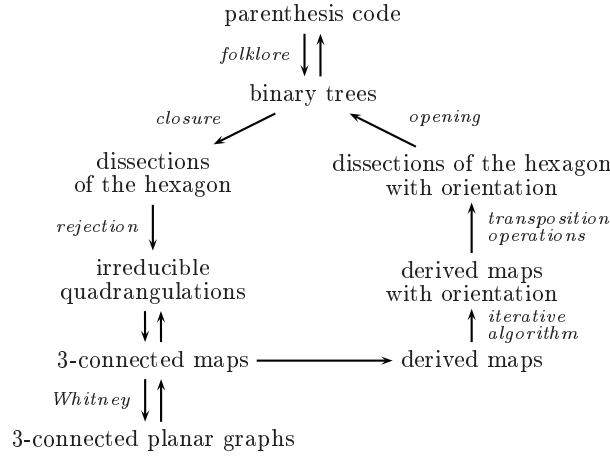 parenthesis code
folklore
binary trees
closure
opening
dissections
of the hexagon
dissections of the hexagon
with orientation
rejection
transposition
operations
irreducible
quadrangulations
derived maps
with orientation
iterative
algorithm
3-connected maps
derived maps
Whitney
3-connected planar graphs